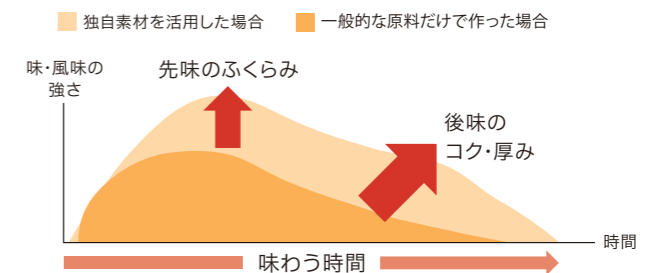 独自素材を活用した場合
一般的な原料だけで作った場合
味・風味の
強さ
先味のふくらみ
後味の
コク・厚み
時間
味わう時間